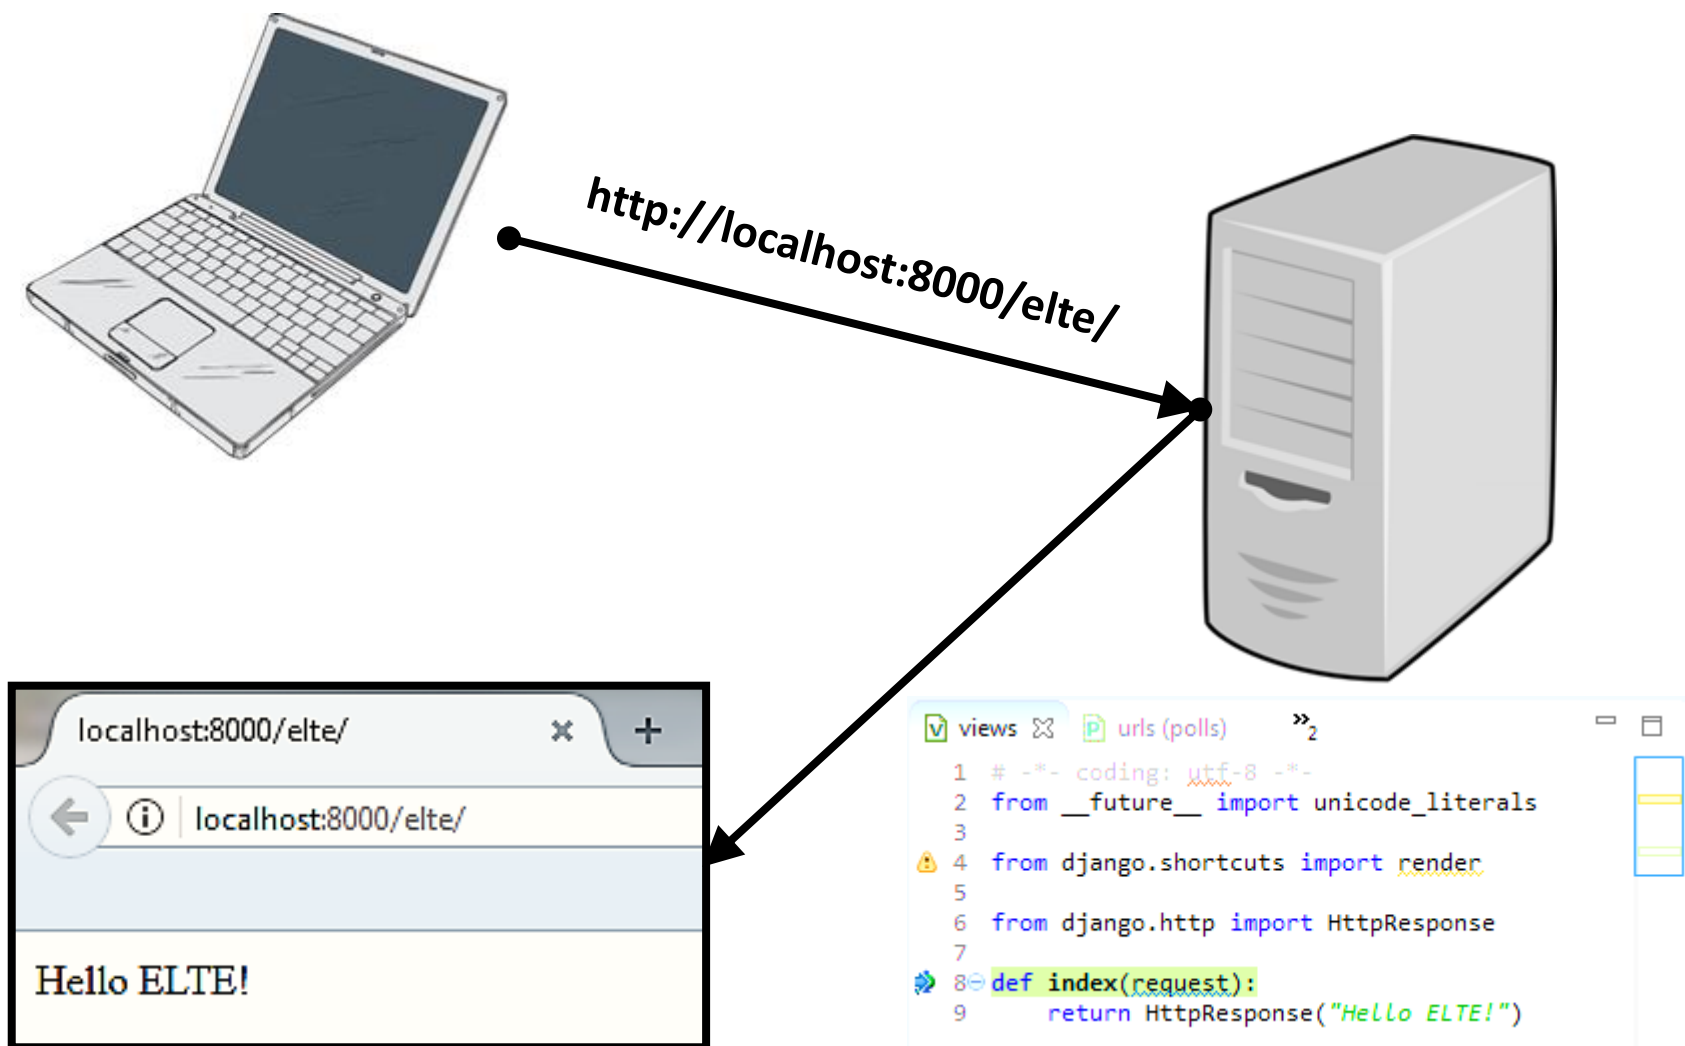 http://localhost:8000/elte/
localhost:8000/elte/
localhost:8000/elte/
Hello ELTE!
views urls (polls) »2
1 # -*- coding: utf-8 -*-
2 from __future__ import unicode_literals
3
4 from django.shortcuts import render
5
6 from django.http import HttpResponse
7
8 def index(request):
9 return HttpResponse("Hello ELTE!")